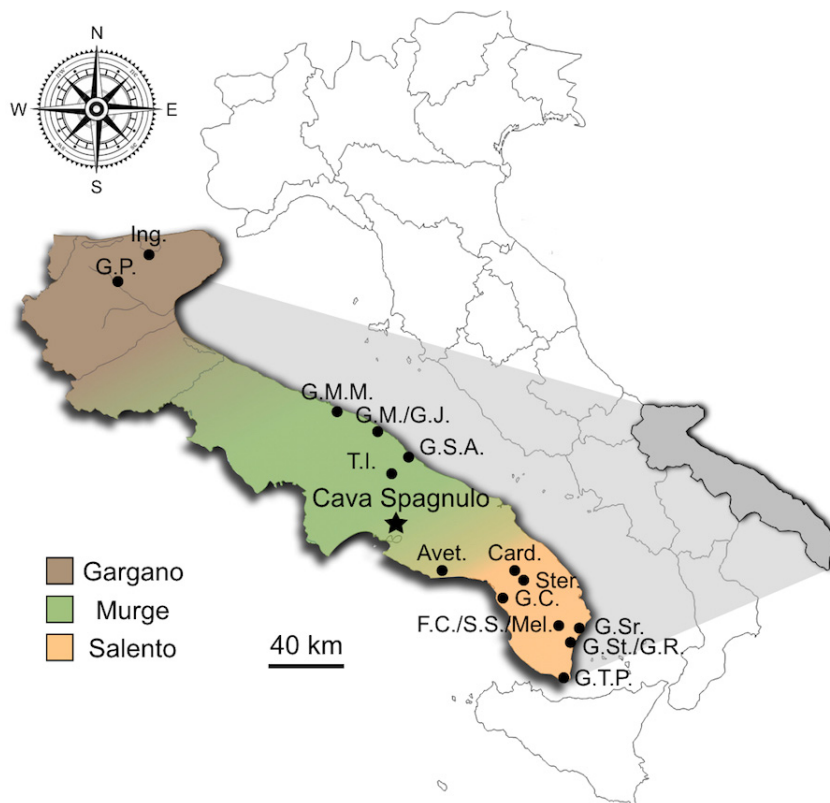 N
W
E
S
Ing.
G.P.
G.M.M.
G.M./G.J.
G.S.A.
T.I.
Cava Spagnulo
Avet.
Card.
Ster.
G.C.
F.C./S.S./Mel.
G.Sr.
G.St./G.R.
G.T.P.
Gargano
Murge
Salento
40 km